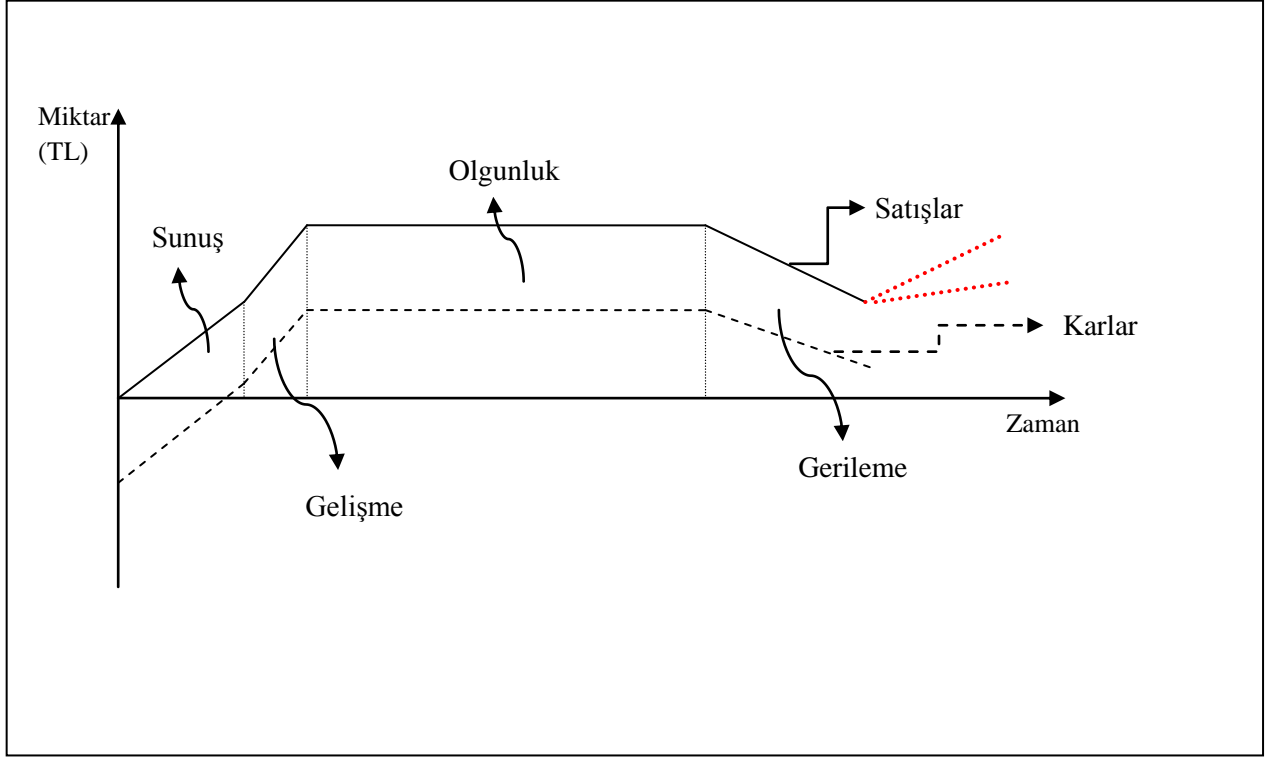 Miktar
(TL)
Olgunluk
Sunuş
Satışlar
Karlar
Zaman
Gerileme
Gelişme